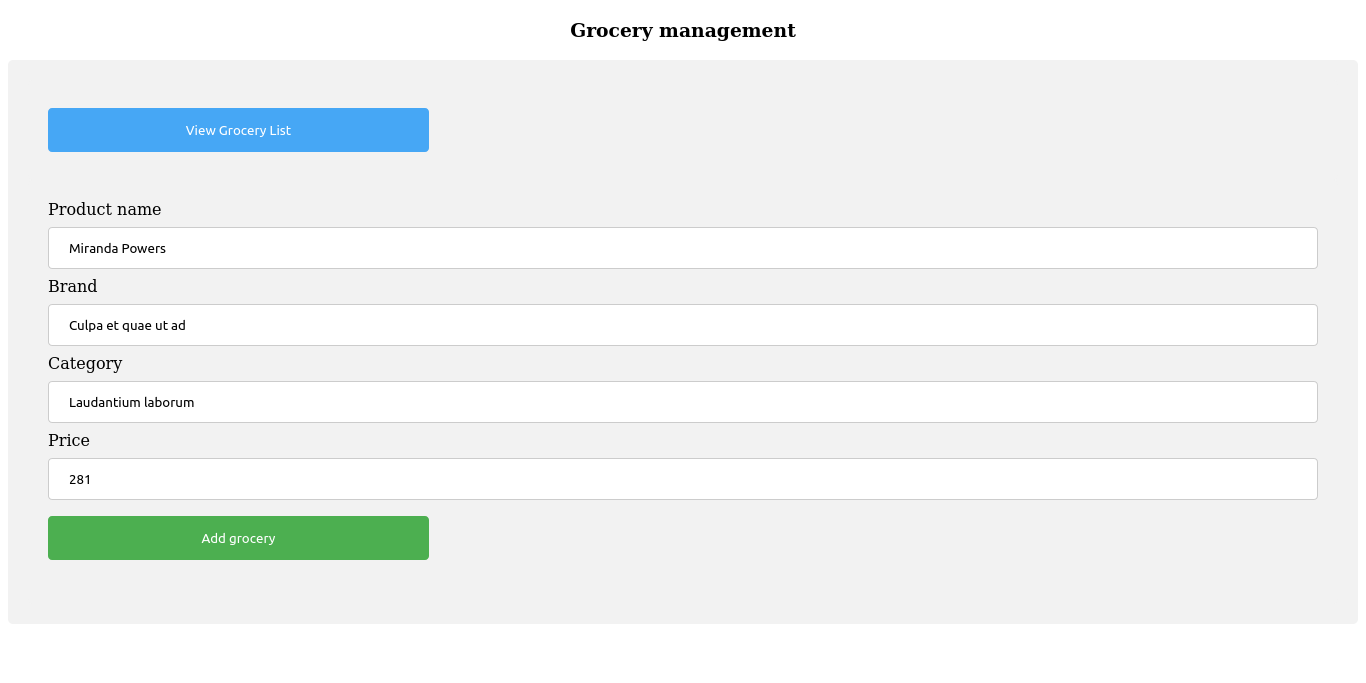 Grocery management
View Grocery List
Product name
Miranda Powers
Brand
Culpa et quae ut ad
Category
Laudantium laborum
Price
281
Add grocery